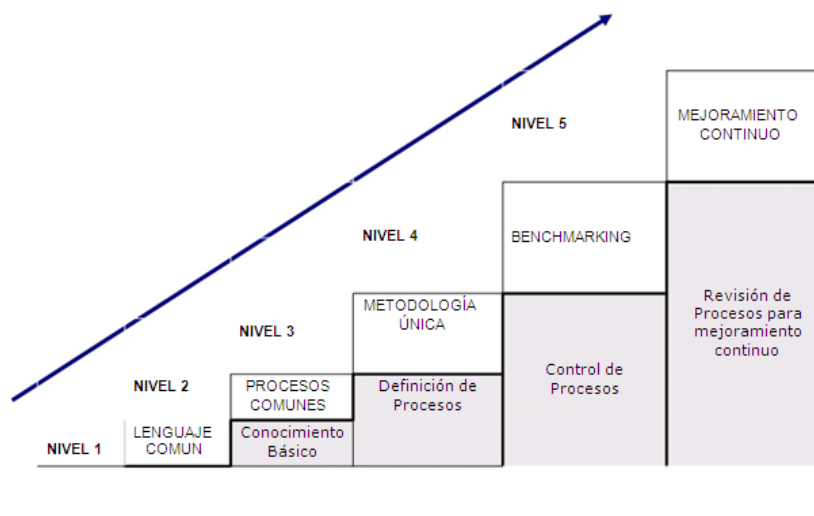 NIVEL 1
LENGUAJE
COMUN
NIVEL 2
PROCESOS
COMUNES
Conocimiento
Básico
NIVEL 3
METODOLOGÍA
ÚNICA
Definición de
Procesos
NIVEL 4
BENCHMARKING
Control de
Procesos
NIVEL 5
MEJORAMIENTO
CONTINUO
Revisión de
Procesos para
mejoramiento
continuo